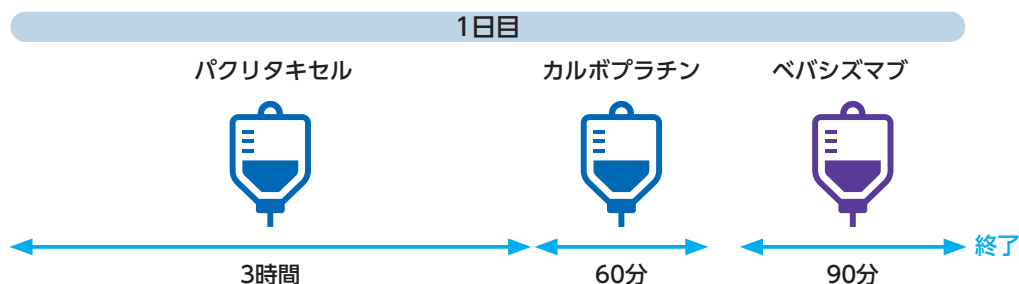 1日目
パクリタキセル
カルボプラチン
ベバシズマブ
終了
3時間
60分
90分